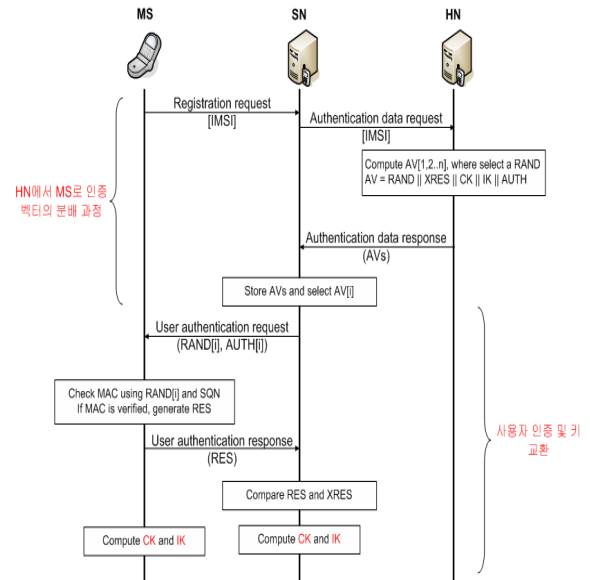 MS
SN
HN
Registration request
[IMSI]
Authentication data request
[IMSI]
Compute AV[1,2..n], where select a RAND
AV = RAND || XRES || CK || IK || AUTH
HN에서 MS로 인증
벡터의 분배 과정
Authentication data response
(AVs)
Store AVs and select AV[i]
User authentication request
(RAND[i], AUTH[i])
Check MAC using RAND[i] and SQN
If MAC is verified, generate RES
사용자 인증 및 키
교환
User authentication response
(RES)
Compare RES and XRES
Compute CK and IK
Compute CK and IK